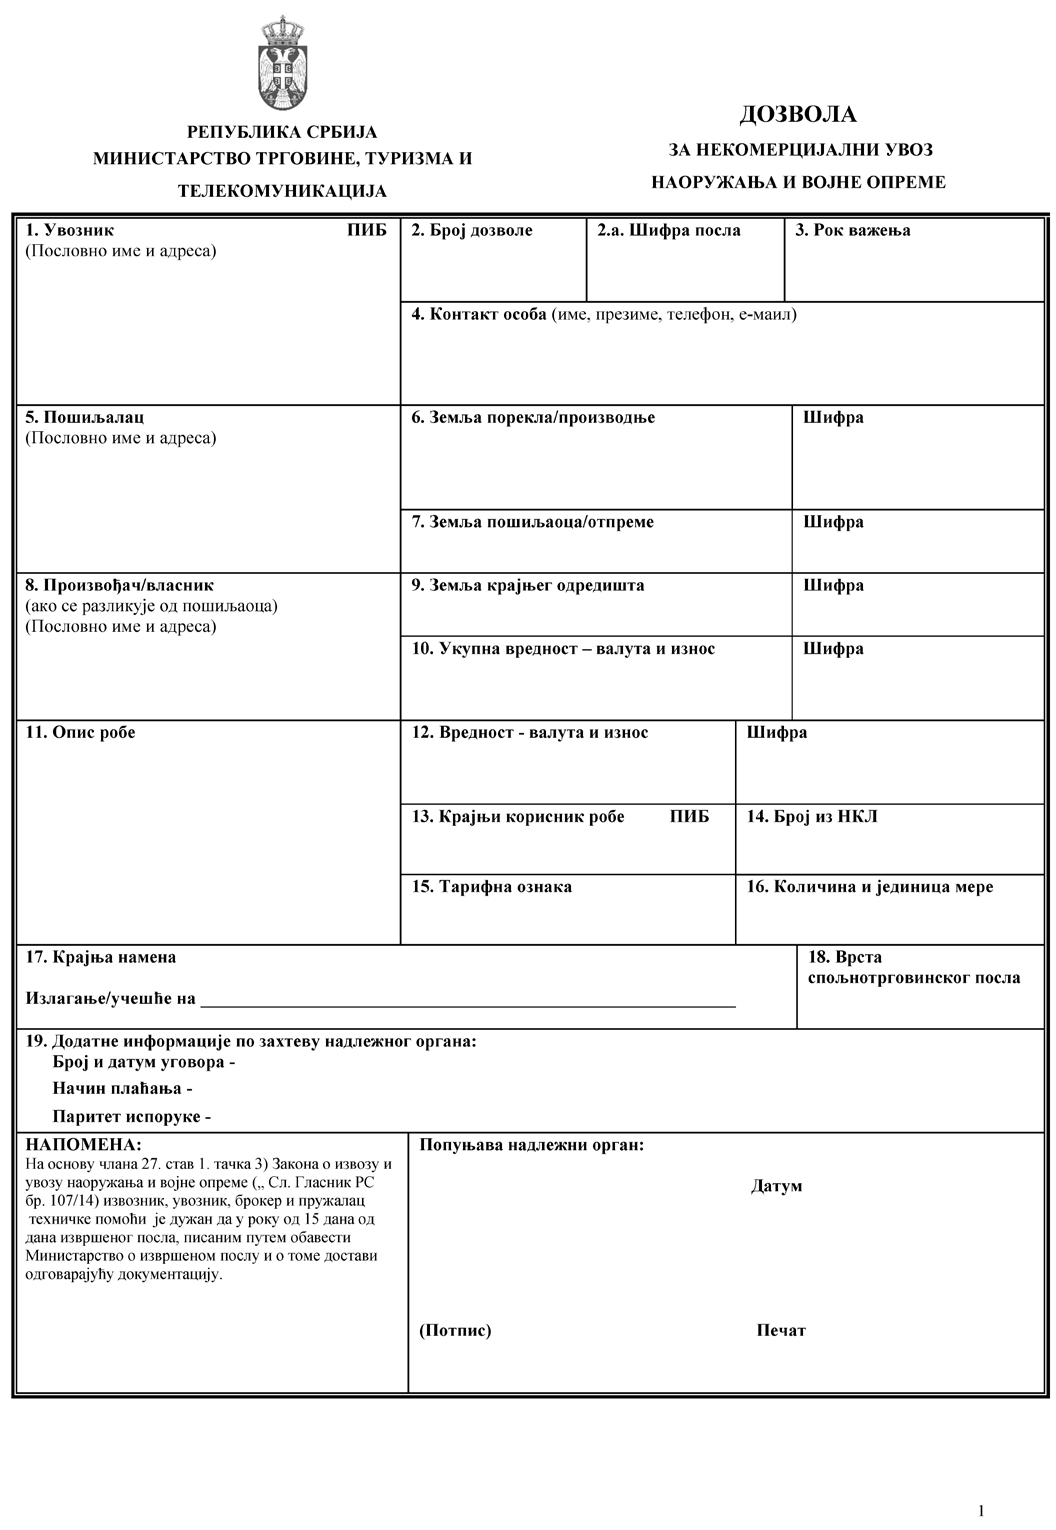 РЕПУБЛИКА СРБИЈА
МИНИСТАРСТВО ТРГОВИНЕ, ТУРИЗМА И
ТЕЛЕКОМУНИКАЦИЈА
ДОЗВОЛА
ЗА НЕКОМЕРЦИЈАЛНИ УВОЗ
НАОРУЖАЊА И ВОЈНЕ ОПРЕМЕ
1. Увозник ПИБ
(Пословно име и адреса)
2. Број дозволе
2.а. Шифра посла
3. Рок важења
4. Контакт особа (име, презиме, телефон, е-маил)
5. Пошиљалац
(Пословно име и адреса)
6. Земља порекла/производње
Шифра
7. Земља пошиљаоца/отпреме
Шифра
8. Произвођач/власник
(ако се разликује од пошиљаоца)
(Пословно име и адреса)
9. Земља крајњег одредишта
Шифра
10. Укупна вредност – валута и износ
Шифра
11. Опис робе
12. Вредност - валута и износ
Шифра
13. Крајњи корисник робе ПИБ
14. Број из НКЛ
15. Тарифна ознака
16. Количина и јединица мере
17. Крајња намена
Излагање/учешће на ____________________
18. Врста
спољнотрговинског посла
19. Додатне информације по захтеву надлежног органа:
Број и датум уговора -
Начин плаћања -
Паритет испоруке -
НАПОМЕНА:
На основу члана 27. став 1. тачка 3) Закона о извозу и
увозу наоружања и војне опреме („ Сл. Гласник РС
бр. 107/14) извозник, увозник, брокер и пружалац
техничке помоћи је дужан да у року од 15 дана од
дана извршеног посла, писаним путем обавести
Министарство о извршеном послу и о томе достави
одговарајућу документацију.
Попуњава надлежни орган:
Датум
(Потпис)
Печат
1